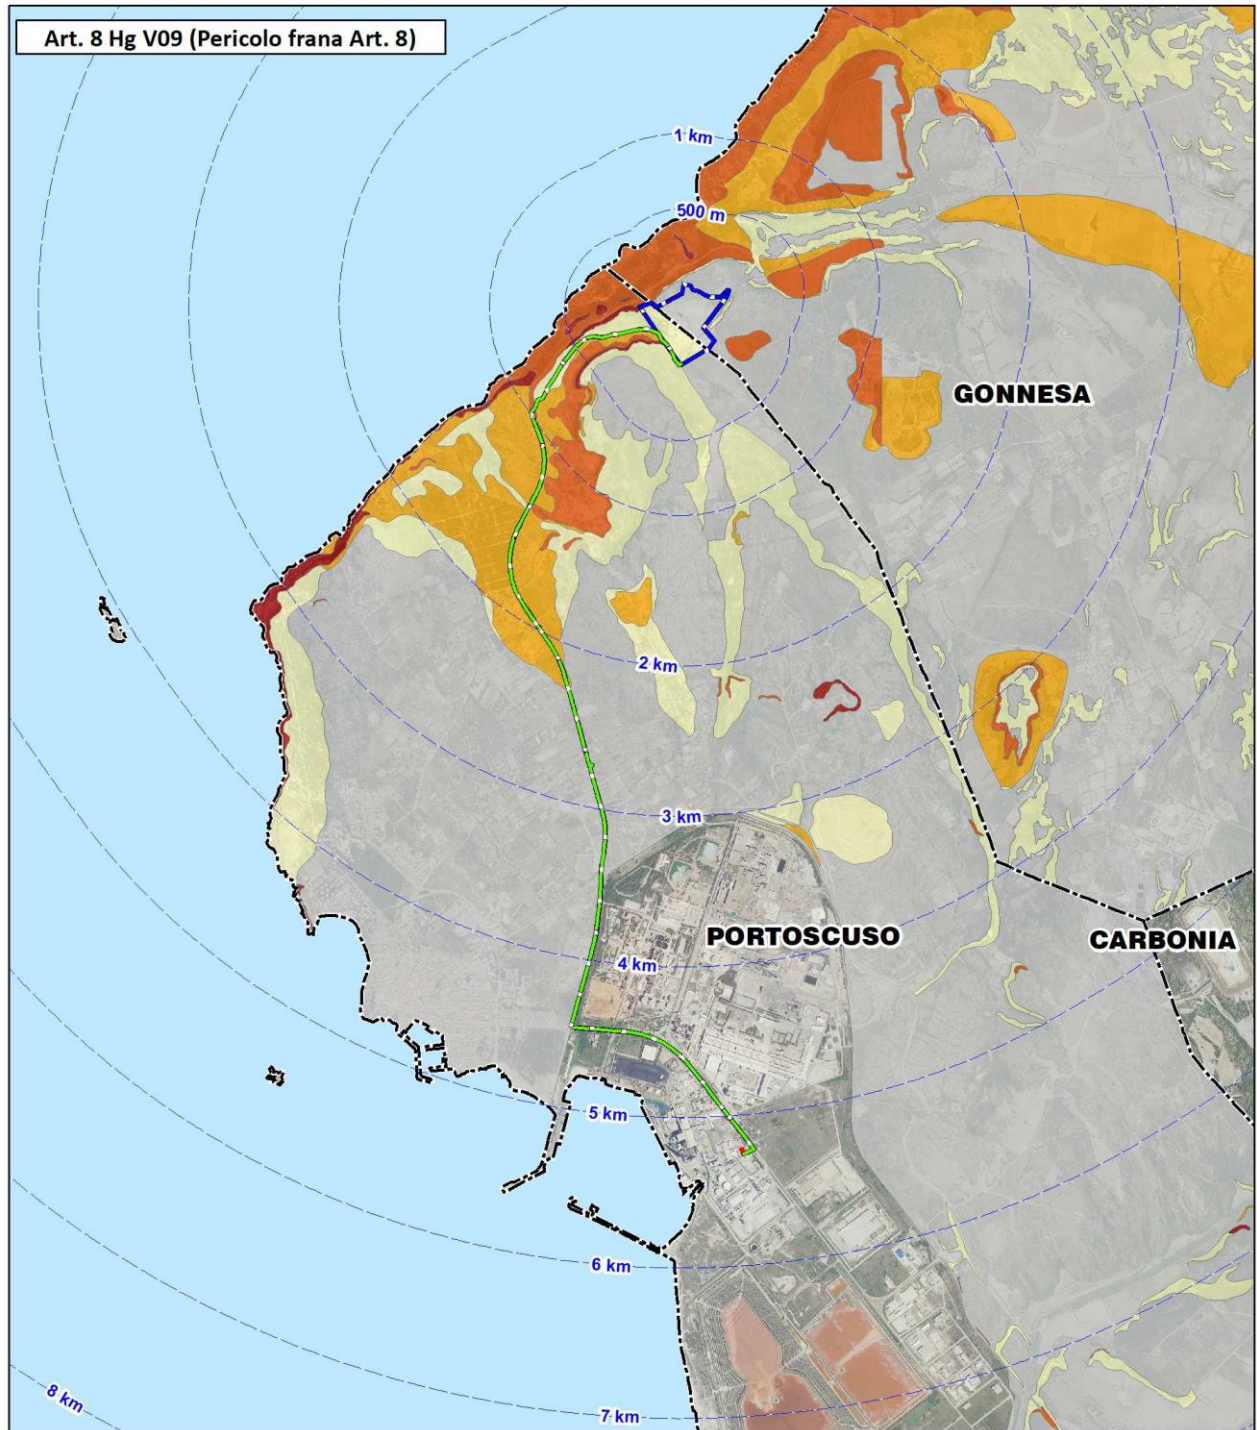 Art. 8 Hg V09 (Pericolo frana Art. 8)
1 km
500 m
GONNESA
2 km
3 km
PORTOSCUSO
CARBONIA
4 km
5 km
6 km
8 km
7 km